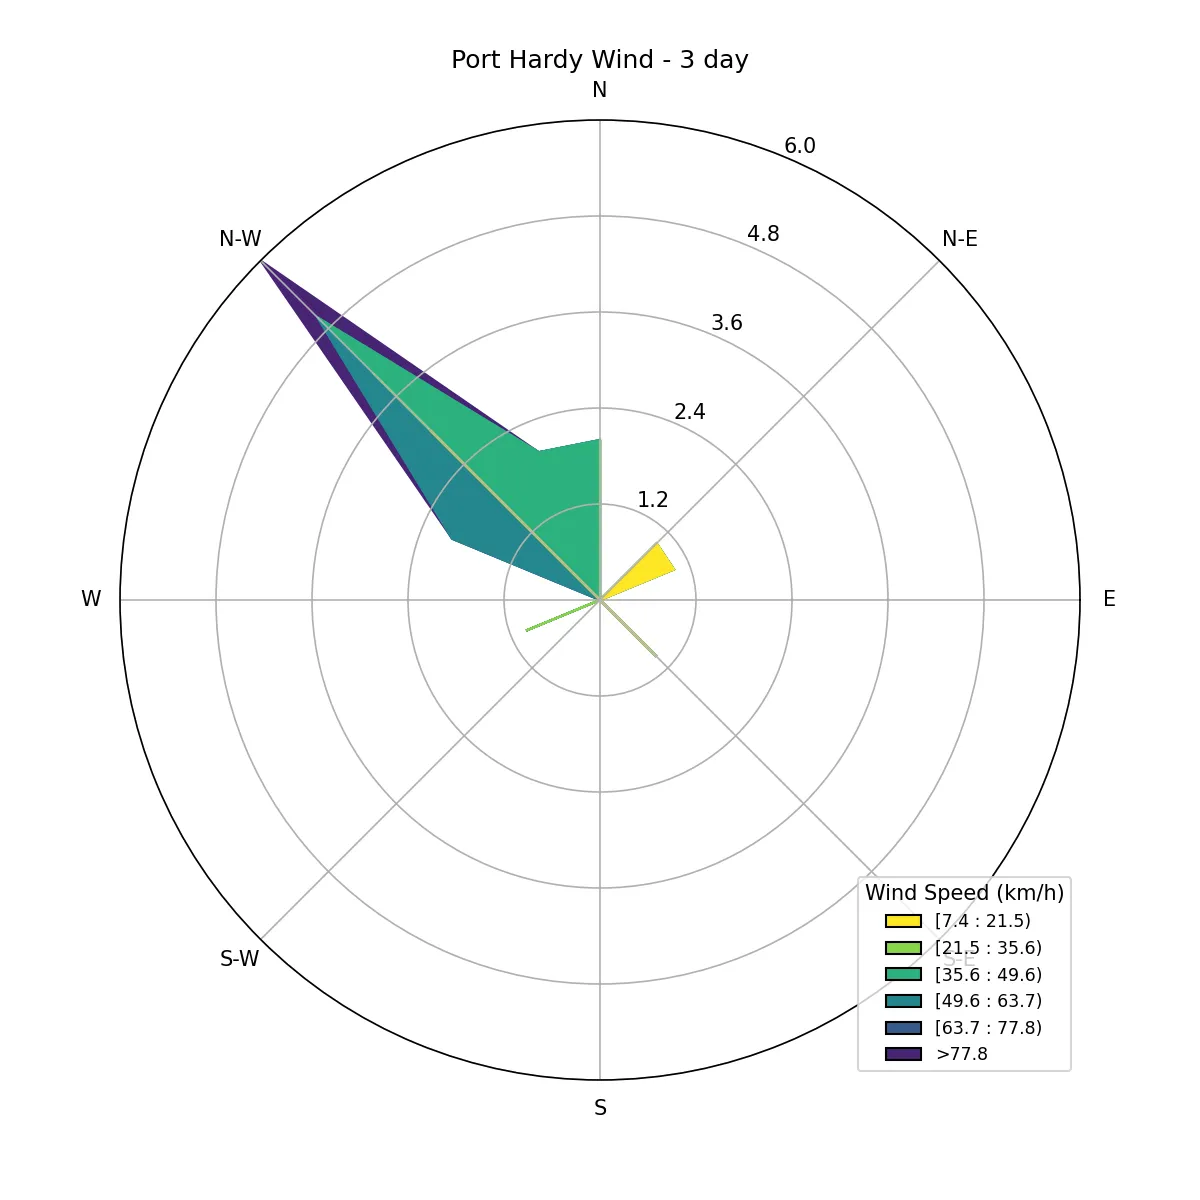 Port Hardy Wind - 3 day
N
6.0
N-W
N-E
4.8
3.6
2.4
1.2
W
E
S-W
S-E
S
Wind Speed (km/h)
[7.4 : 21.5)
[21.5 : 35.6)
[35.6 : 49.6)
[49.6 : 63.7)
[63.7 : 77.8)
>77.8